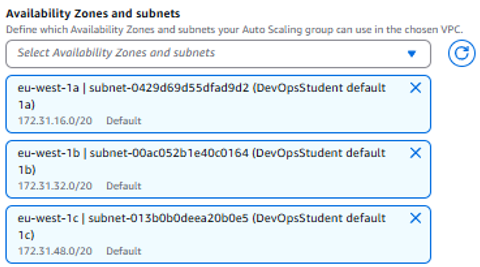 Availability Zones and subnets
Define which Availability Zones and subnets your Auto Scaling group can use in the chosen VPC.
Select Availability Zones and subnets
eu-west-1a | subnet-0429d69d55dfad9d2 (DevOpsStudent default
1a)
172.31.16.0/20 Default
eu-west-1b | subnet-00ac052b1e40c0164 (DevOpsStudent default
1b)
172.31.32.0/20 Default
eu-west-1c | subnet-013b0b0deea20b0e5 (DevOpsStudent default
1c)
172.31.48.0/20 Default